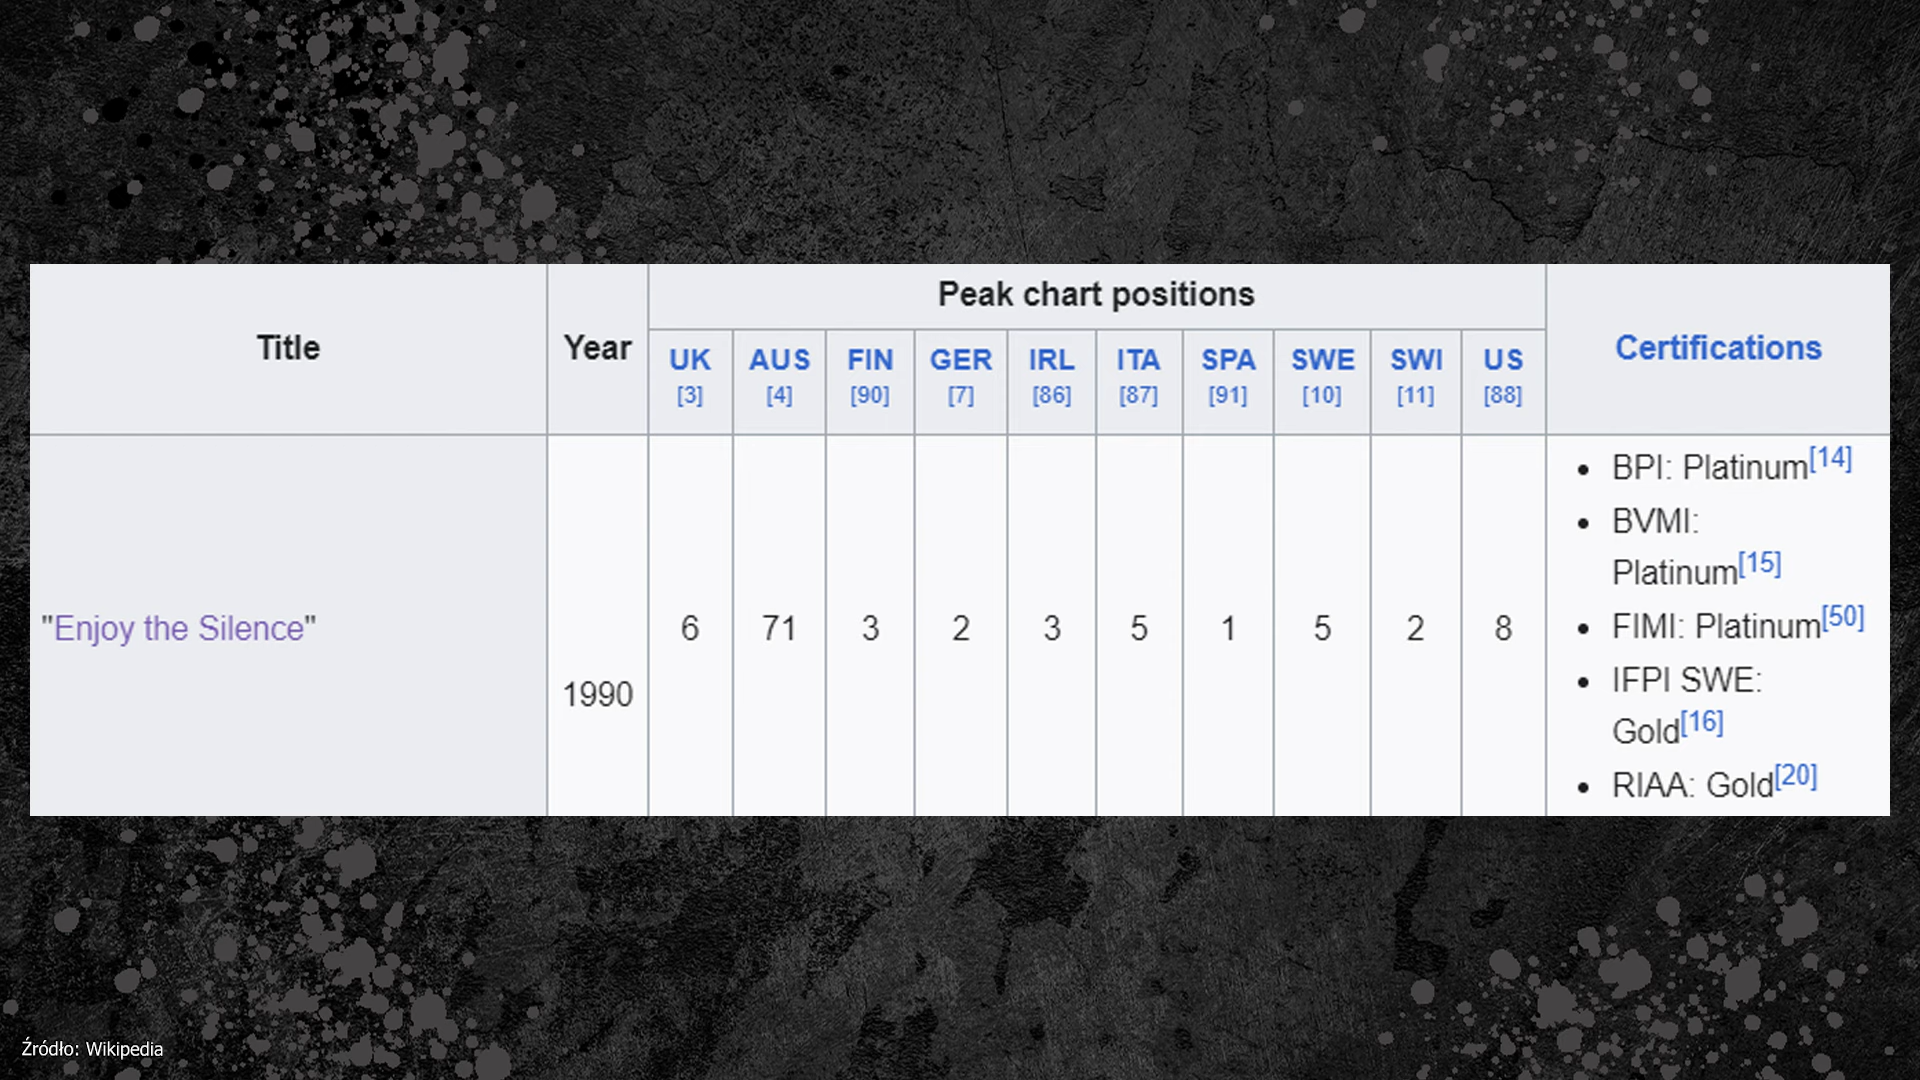 Title
Year
Peak chart positions
Certifications
UK AUS FIN GER IRL ITA SPA SWE SWI US
[3] [4] [90] [7] [86] [87] [91] [10] [11] [88]
"Enjoy the Silence"
1990
6 71 3 2 3 5 1 5 2 8
• BPI: Platinum[14]
• BVMI:
Platinum[15]
• FIMI: Platinum[50]
• IFPI SWE:
Gold[16]
• RIAA: Gold[20]
Źródło: Wikipedia